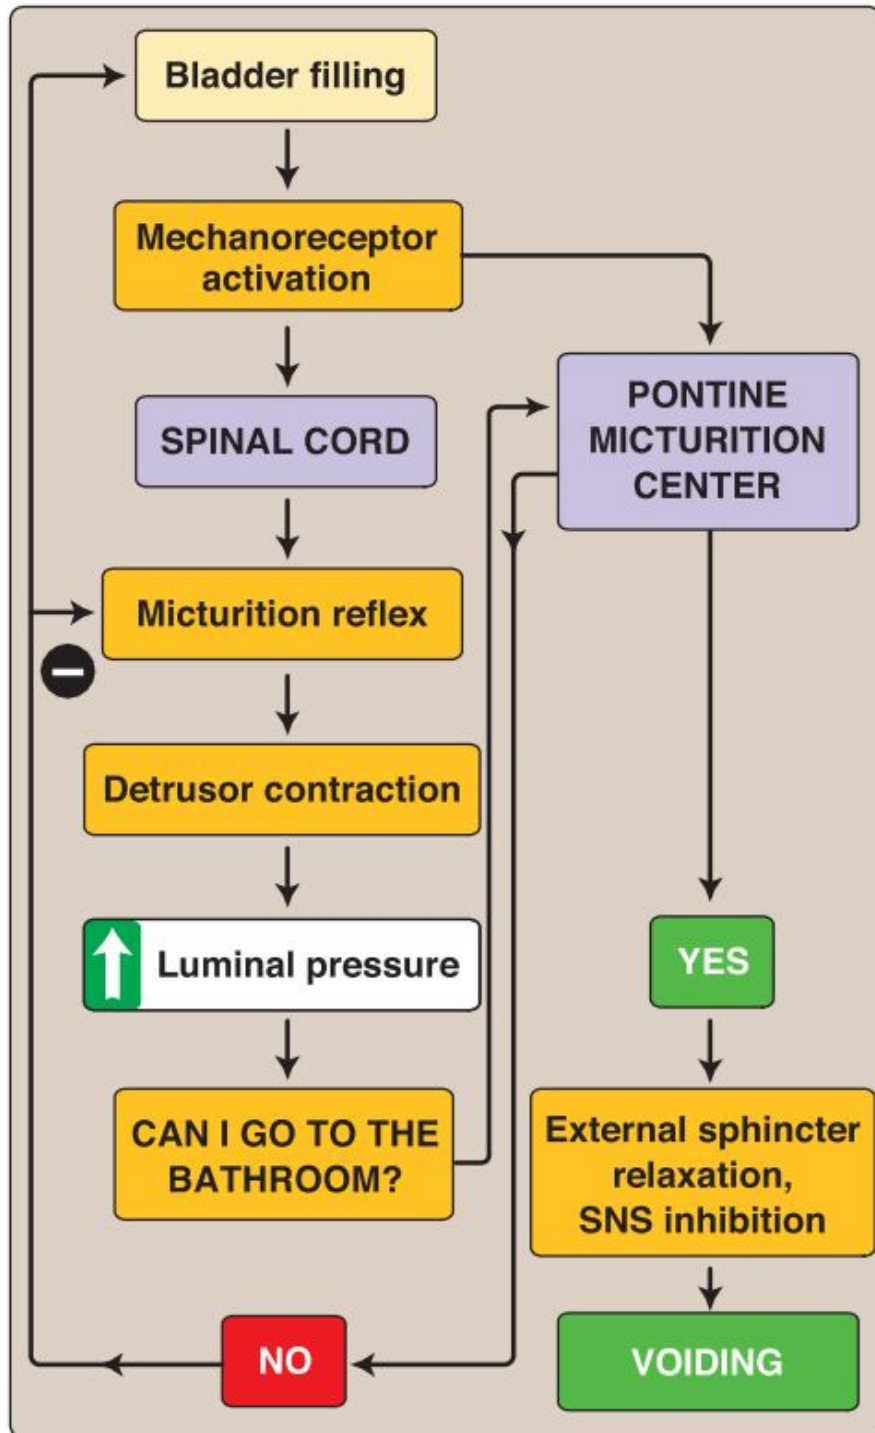 Bladder filling
Mechanoreceptor
activation
SPINAL CORD
Micturition reflex
Detrusor contraction
Luminal pressure
CAN I GO TO THE
BATHROOM?
NO
PONTINE
MICTURITION
CENTER
YES
External sphincter
relaxation,
SNS inhibition
VOIDING